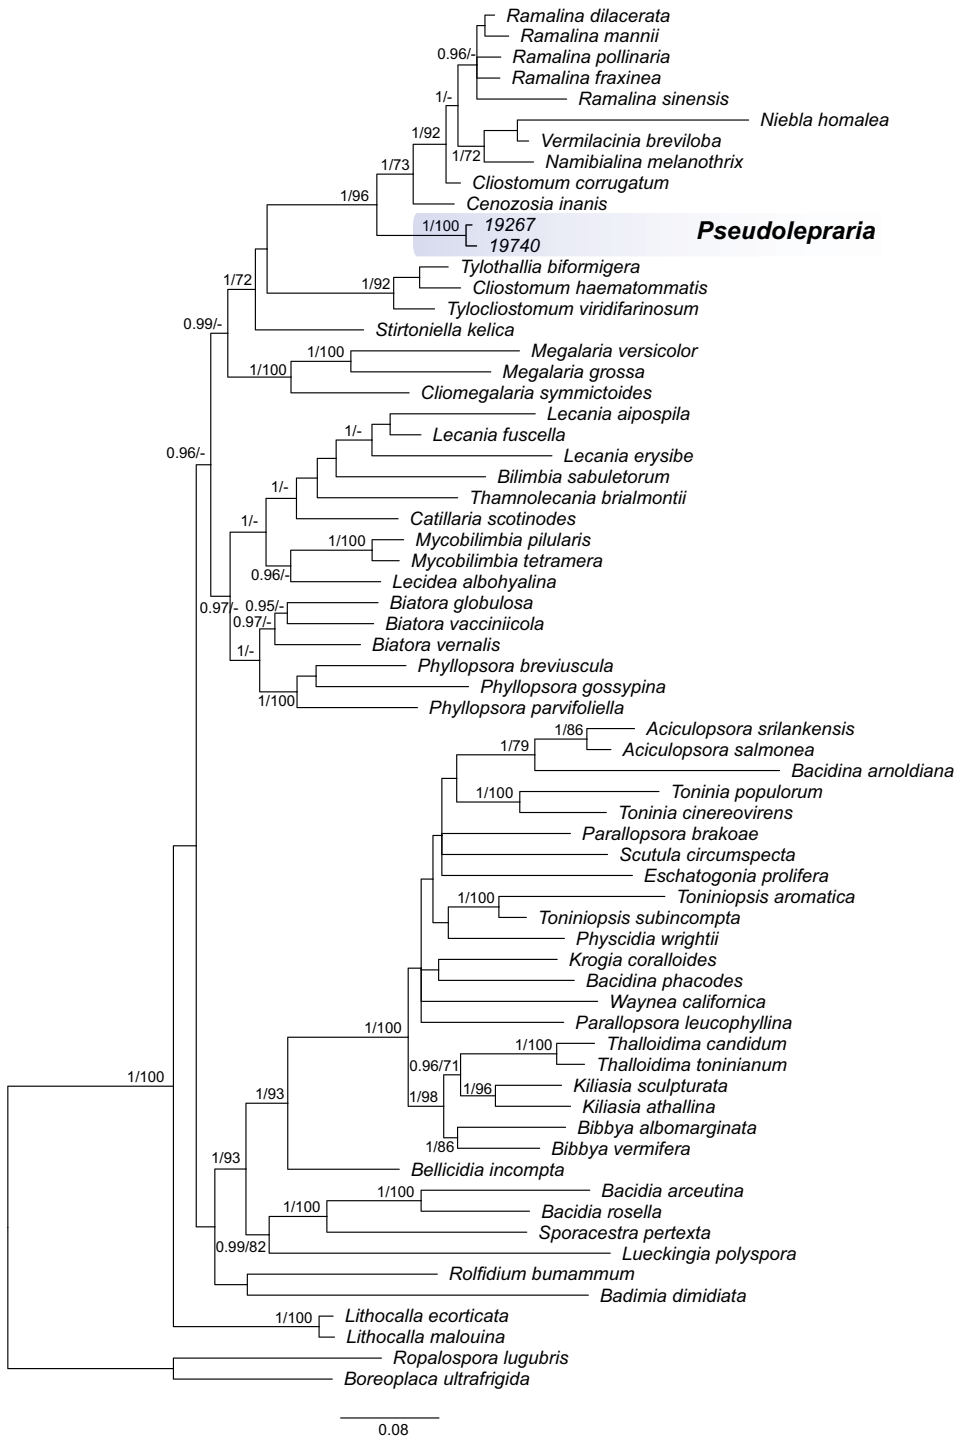 Ramalina dilacerata
Ramalina mannii
0.96/-
Ramalina pollinaria
Ramalina fraxinea
1/-
Ramalina sinensis
Niebla homalea
1/92
Vermilacinia breviloba
1/72
Namibialina melanothrix
1/73
Cliostomum corrugatum
1/96
Cenozosia inanis
1/100
19267
Pseudolepraria
19740
Tylothallia biformigera
1/72
1/92
Cliostomum haematommatis
Tylocliostomum viridifarinosum
0.99/-
Stirtoniella kelica
1/100
Megalaria versicolor
1/100
Megalaria grossa
Cliomegalaria symmictoides
Lecania aipospila
1/-
Lecania fuscella
0.96/-
Lecania erysibe
Bilimbia sabuletorum
1/-
Thamnolecania brialmontii
1/-
Catillaria scotinodes
1/100
Mycobilimbia pilularis
Mycobilimbia tetramera
0.96/-
Lecidea albohyalina
0.97/-
0.95/-
Biatora globulosa
0.97/-
Biatora vacciniicola
Biatora vernalis
1/-
Phyllopsora breviuscula
Phyllopsora gossypina
1/100
Phyllopsora parvifoliella
1/86
Aciculopsora srilankensis
1/79
Aciculopsora salmonea
Bacidina arnoldiana
1/100
Toninia populorum
Toninia cinereovirens
Parallopsora brakoae
Scutula circumspecta
Eschatogonia prolifera
1/100
Toniniopsis aromatica
Toniniopsis subincompta
Physcidia wrightii
Krogia coralloides
Bacidina phacodes
Waynea californica
1/100
Parallopsora leucophyllina
1/100
Thalloidima candidum
0.96/71
Thalloidima toninianum
1/100
1/93
1/98
1/96
Kiliasia sculpturata
Kiliasia athallina
Bibbya albomarginata
1/86
Bibbya vermifera
1/93
Bellicidia incompta
1/100
Bacidia arceutina
1/100
Bacidia rosella
Sporacestra pertexta
0.99/82
Lueckingia polyspora
Rolfidium bumammum
Badimia dimidiata
1/100
Lithocalla ecorticata
Lithocalla malouina
Ropalospora lugubris
Boreoplaca ultrafrigida
0.08